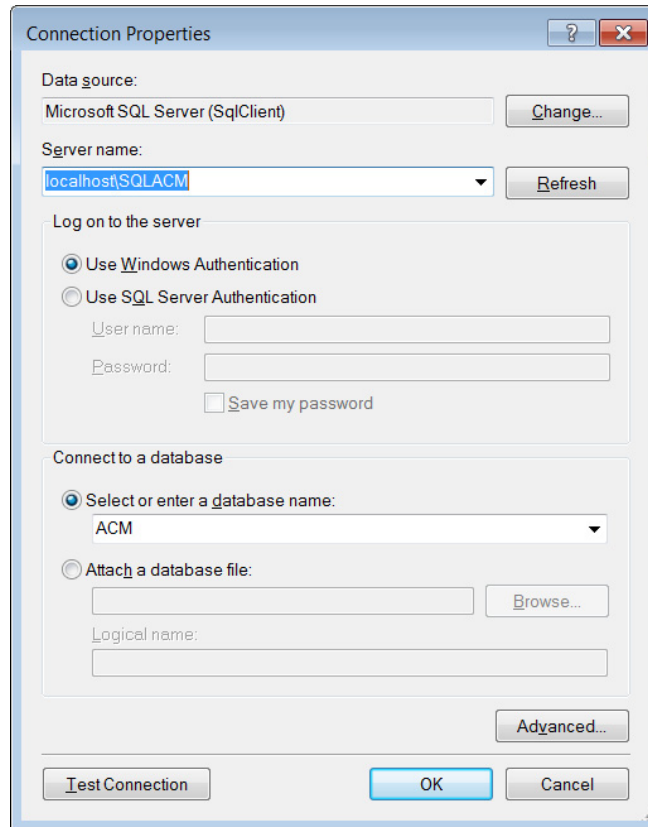 Connection Properties
Data source:
Microsoft SQL Server (SqlClient)
Change...
Server name:
localhost\SQLACM
Refresh
Log on to the server
Use Windows Authentication
Use SQL Server Authentication
User name:
Password:
Save my password
Connect to a database
Select or enter a database name:
ACM
Attach a database file:
Browse...
Logical name:
Advanced...
Test Connection
OK
Cancel